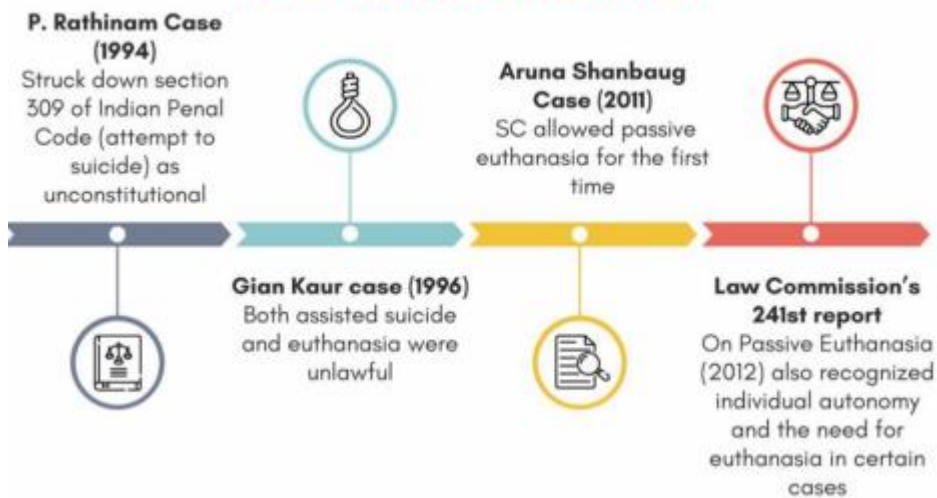 P. Rathinam Case
(1994)
Struck down section
309 of Indian Penal
Code (attempt to
suicide) as
unconstitutional
Gian Kaur case (1996)
Both assisted suicide
and euthanasia were
unlawful
Aruna Shanbaug
Case (2011)
SC allowed passive
euthanasia for the first
time
Law Commission's
241st report
On Passive Euthanasia
(2012) also recognized
individual autonomy
and the need for
euthanasia in certain
cases